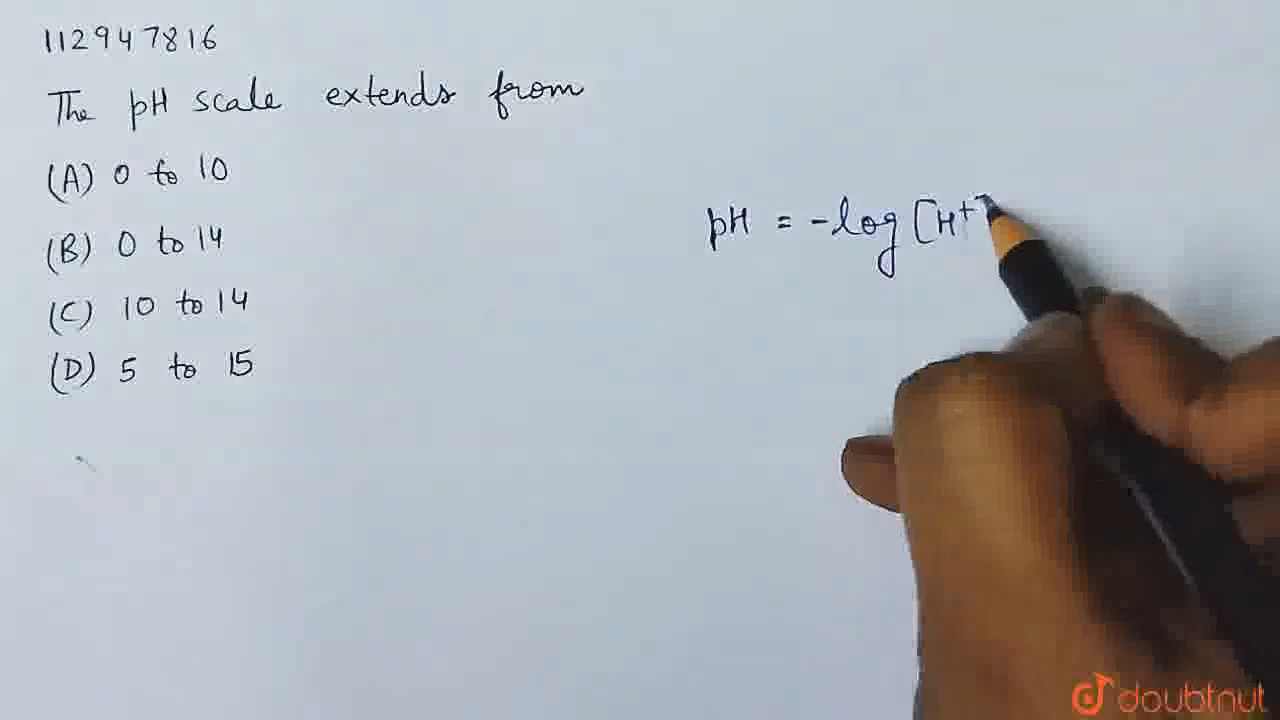 112947816
The pH scale extends from
(A) 0 to 10
(B) 0 to 14
(C) 10 to 14
(D) 5 to 15
pH = -log [H+]
doubtnut